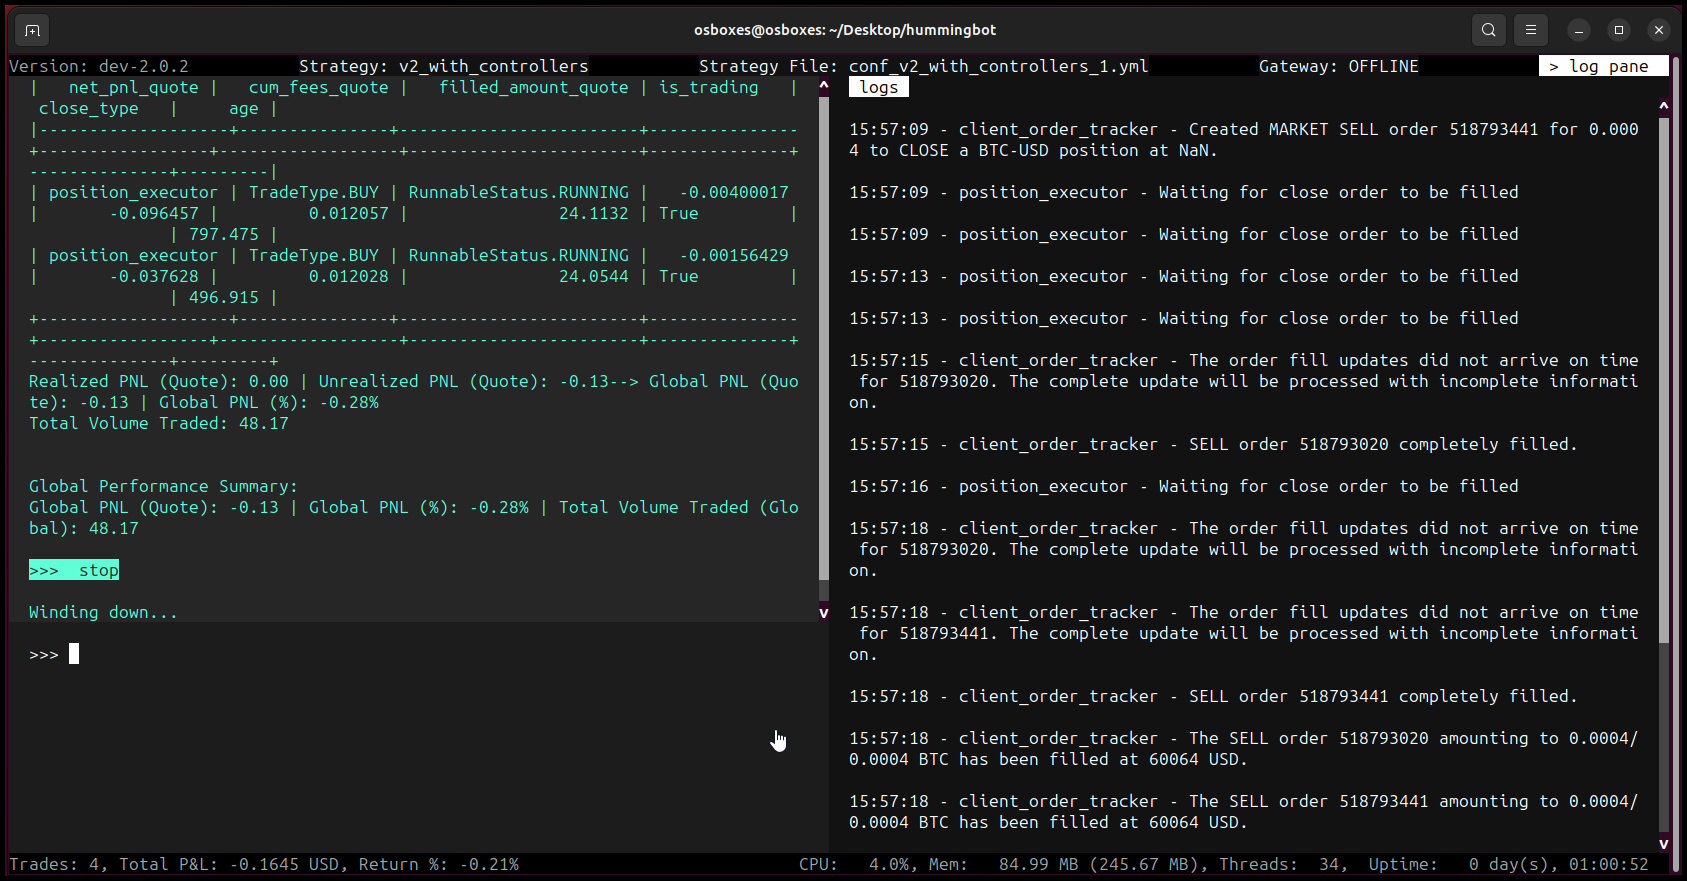 osboxes@osboxes: ~/Desktop/hummingbot
Version: dev-2.0.2 Strategy: v2_with_controllers Strategy File: conf_v2_with_controllers_1.yml Gateway: OFFLINE > log pane
|   net_pnl_quote |   cum_fees_quote |   filled_amount_quote | is_trading   |
 close_type   |     age |
|-------------------+---------------+------------------------+---------------
+-----------------+------------------+-----------------------+--------------+
--------------+---------|
| position_executor | TradeType.BUY | RunnableStatus.RUNNING |   -0.00400017
|       -0.096457 |         0.012057 |               24.1132 | True         |
              | 797.475 |
| position_executor | TradeType.BUY | RunnableStatus.RUNNING |   -0.00156429
|       -0.037628 |         0.012028 |               24.0544 | True         |
              | 496.915 |
+-------------------+---------------+------------------------+---------------
+-----------------+------------------+-----------------------+--------------+
--------------+---------+
Realized PNL (Quote): 0.00 | Unrealized PNL (Quote): -0.13--> Global PNL (Quo
te): -0.13 | Global PNL (%): -0.28%
Total Volume Traded: 48.17
Global Performance Summary:
Global PNL (Quote): -0.13 | Global PNL (%): -0.28% | Total Volume Traded (Glo
bal): 48.17
>>>  stop
Winding down...
>>>
logs
15:57:09 - client_order_tracker - Created MARKET SELL order 518793441 for 0.000
4 to CLOSE a BTC-USD position at NaN.
15:57:09 - position_executor - Waiting for close order to be filled
15:57:09 - position_executor - Waiting for close order to be filled
15:57:13 - position_executor - Waiting for close order to be filled
15:57:13 - position_executor - Waiting for close order to be filled
15:57:15 - client_order_tracker - The order fill updates did not arrive on time
 for 518793020. The complete update will be processed with incomplete informati
on.
15:57:15 - client_order_tracker - SELL order 518793020 completely filled.
15:57:16 - position_executor - Waiting for close order to be filled
15:57:18 - client_order_tracker - The order fill updates did not arrive on time
 for 518793020. The complete update will be processed with incomplete informati
on.
15:57:18 - client_order_tracker - The order fill updates did not arrive on time
 for 518793441. The complete update will be processed with incomplete informati
on.
15:57:18 - client_order_tracker - SELL order 518793441 completely filled.
15:57:18 - client_order_tracker - The SELL order 518793020 amounting to 0.0004/
0.0004 BTC has been filled at 60064 USD.
15:57:18 - client_order_tracker - The SELL order 518793441 amounting to 0.0004/
0.0004 BTC has been filled at 60064 USD.
Trades: 4, Total P&L: -0.1645 USD, Return %: -0.21% CPU:   4.0%, Mem:   84.99 MB (245.67 MB), Threads:  34,  Uptime:   0 day(s), 01:00:52